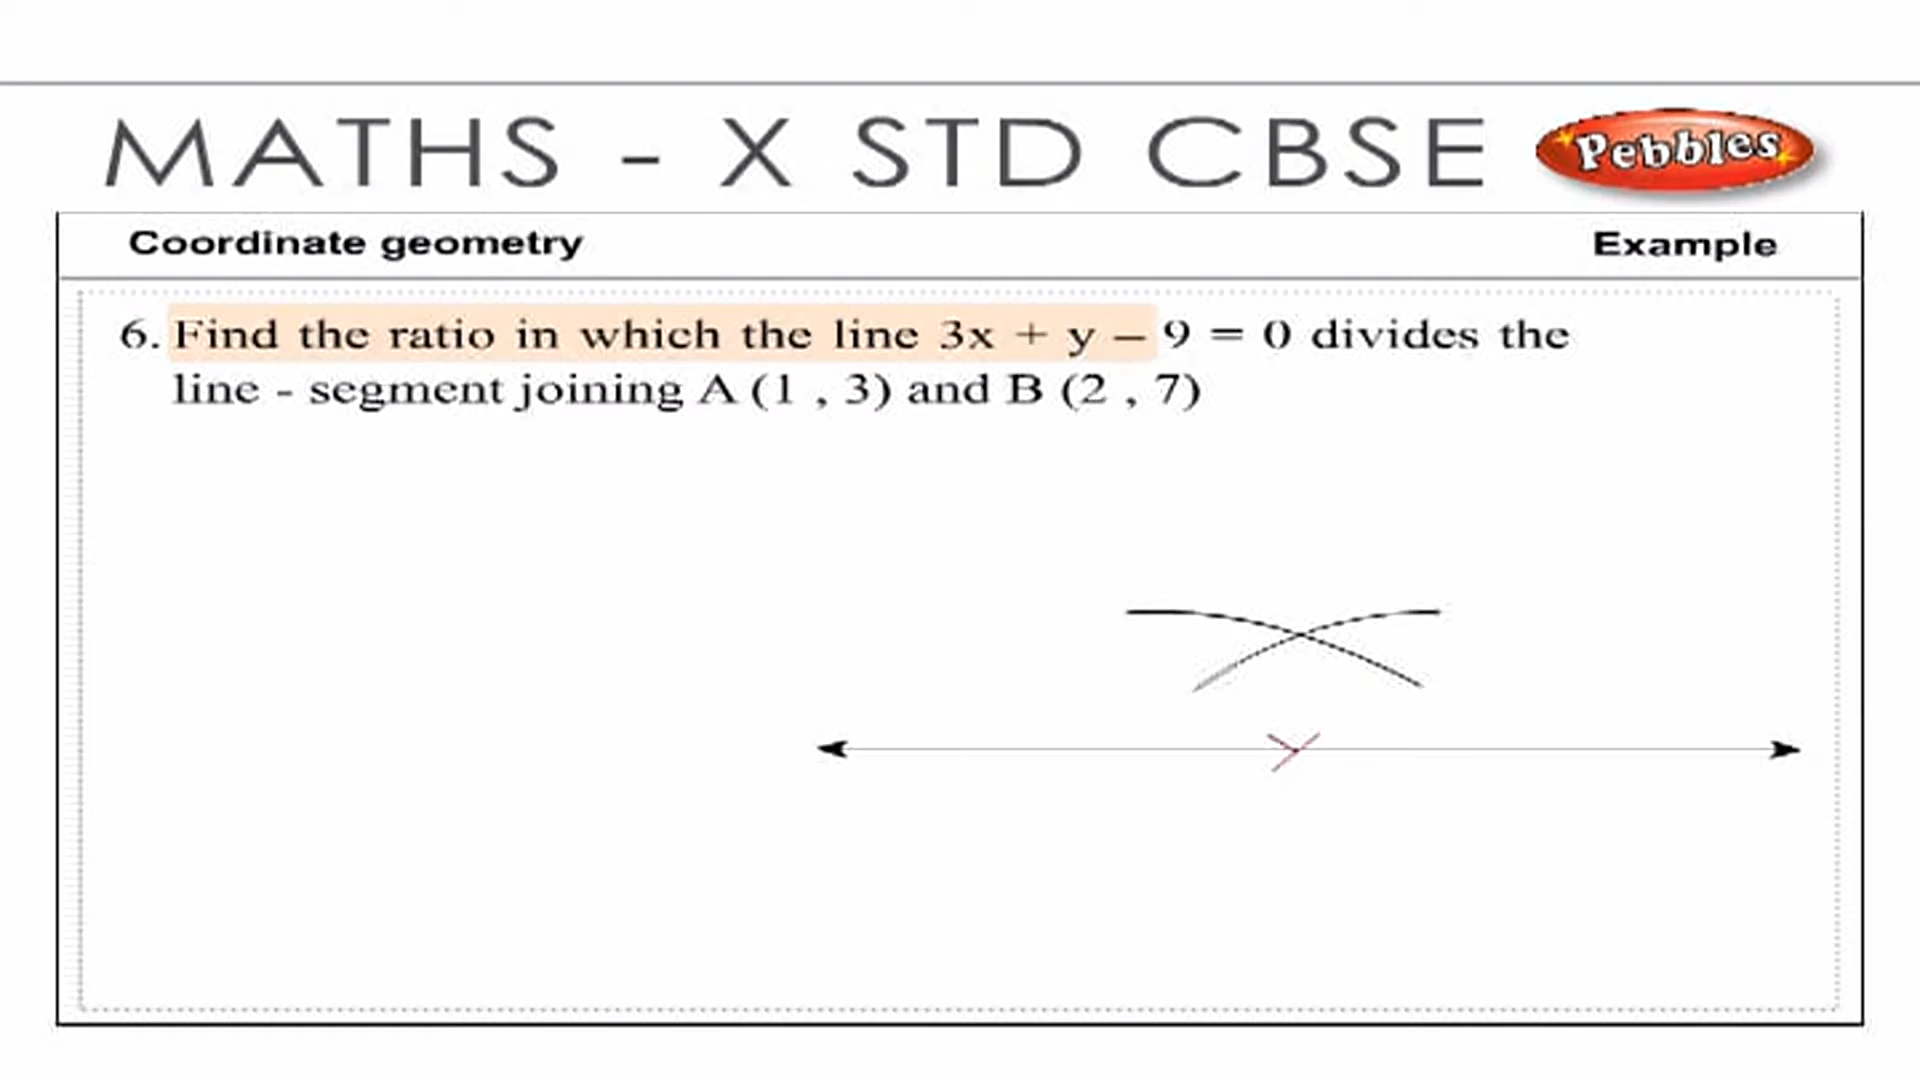 MATHS - X STD CBSE Pebbles
Coordinate geometry Example
6. Find the ratio in which the line 3x + y – 9 = 0 divides the
line - segment joining A (1 , 3) and B (2 , 7)